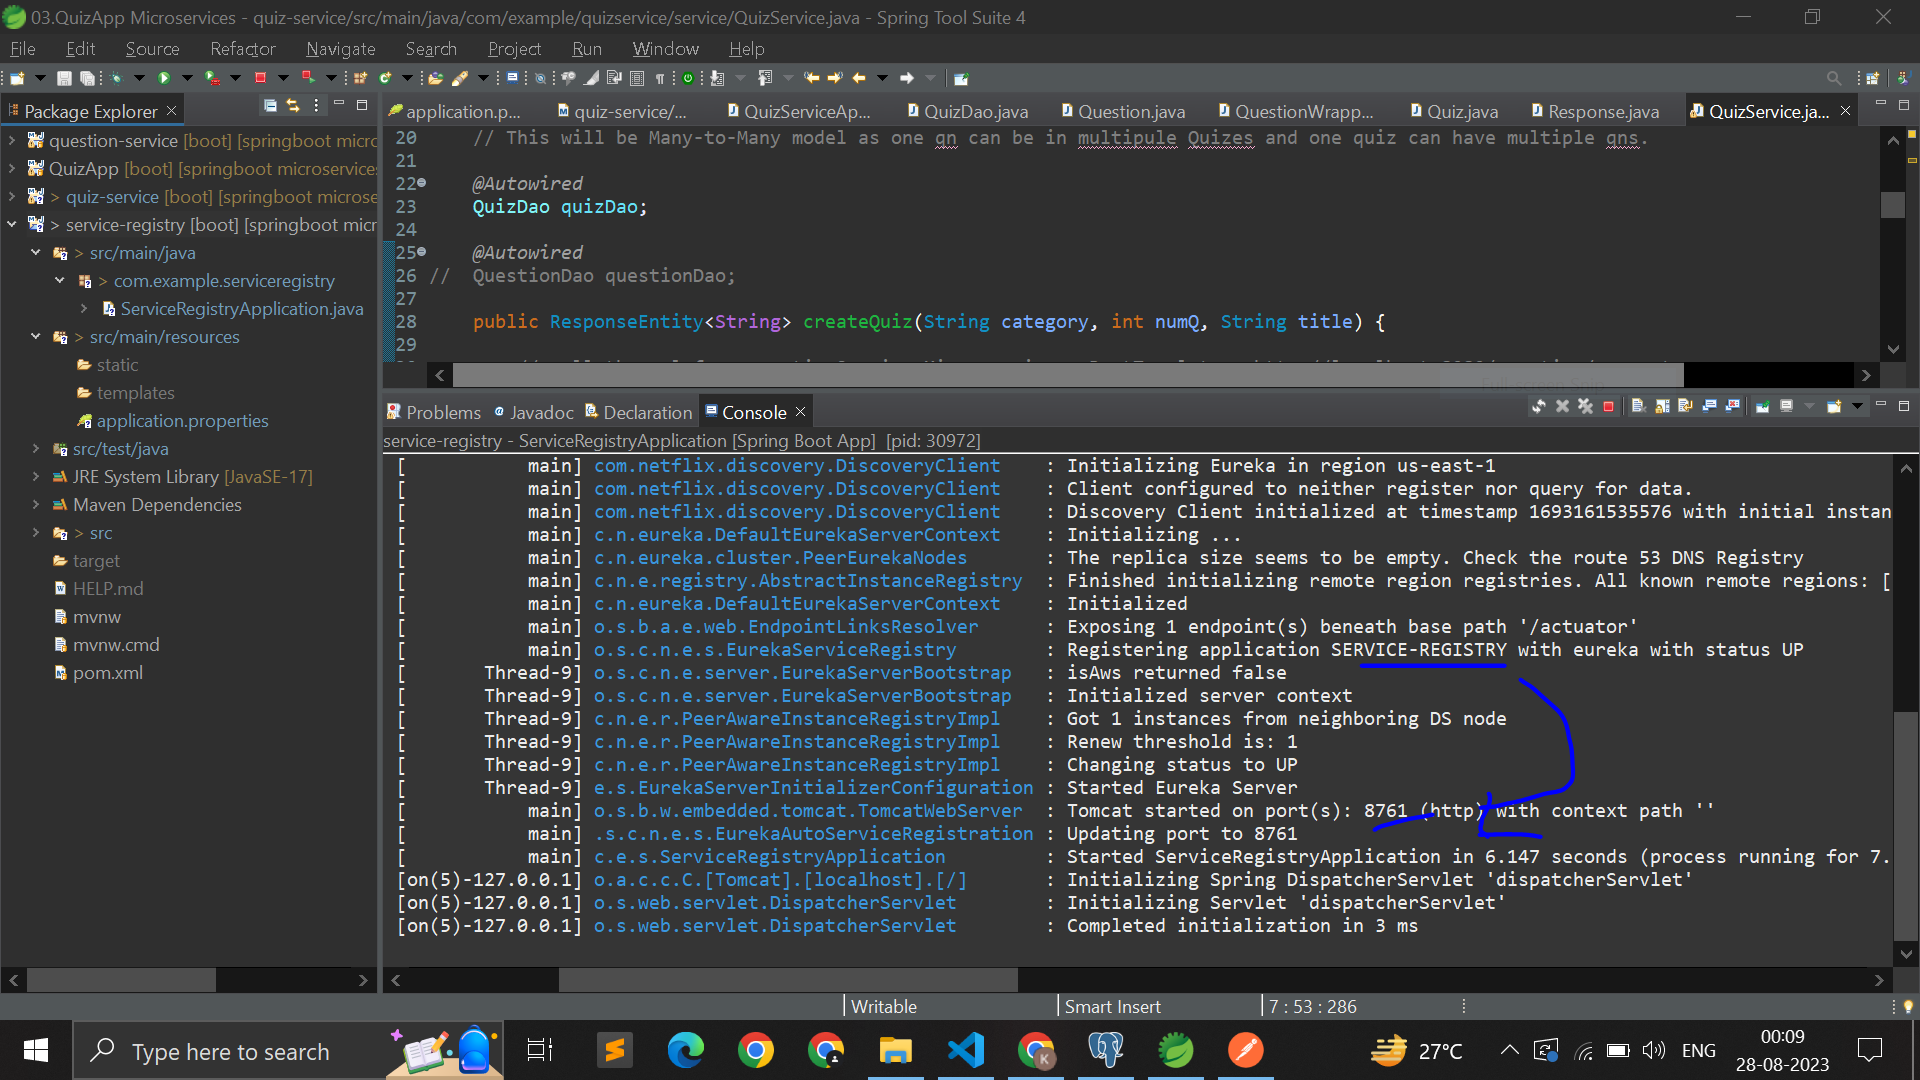 03.QuizApp Microservices - quiz-service/src/main/java/com/example/quizservice/service/QuizService.java - Spring Tool Suite 4
File Edit Source Refactor Navigate Search Project Run Window Help
Package Explorer
application.p... quiz-service/... QuizServiceAp... QuizDao.java Question.java QuestionWrapp... Quiz.java Response.java QuizService.ja...
question-service [boot] [springboot micro
QuizApp [boot] [springboot microservices
> quiz-service [boot] [springboot microse
> service-registry [boot] [springboot micr
> src/main/java
> com.example.serviceregistry
ServiceRegistryApplication.java
> src/main/resources
static
templates
application.properties
src/test/java
JRE System Library [JavaSE-17]
Maven Dependencies
> src
target
HELP.md
mvnw
mvnw.cmd
pom.xml
20 // This will be Many-to-Many model as one qn can be in multipule Quizes and one quiz can have multiple qns.
21
22 @Autowired
23 QuizDao quizDao;
24
25 @Autowired
26 // QuestionDao questionDao;
27
28 public ResponseEntity<String> createQuiz(String category, int numQ, String title) {
29
Problems Javadoc Declaration Console
service-registry - ServiceRegistryApplication [Spring Boot App] [pid: 30972]
[ main] com.netflix.discovery.DiscoveryClient : Initializing Eureka in region us-east-1
[ main] com.netflix.discovery.DiscoveryClient : Client configured to neither register nor query for data.
[ main] com.netflix.discovery.DiscoveryClient : Discovery Client initialized at timestamp 1693161535576 with initial instan
[ main] c.n.eureka.DefaultEurekaServerContext : Initializing ...
[ main] c.n.eureka.cluster.PeerEurekaNodes : The replica size seems to be empty. Check the route 53 DNS Registry
[ main] c.n.e.registry.AbstractInstanceRegistry : Finished initializing remote region registries. All known remote regions: [
[ main] c.n.eureka.DefaultEurekaServerContext : Initialized
[ main] o.s.b.a.e.web.EndpointLinksResolver : Exposing 1 endpoint(s) beneath base path '/actuator'
[ main] o.s.c.n.e.s.EurekaServiceRegistry : Registering application SERVICE-REGISTRY with eureka with status UP
[ Thread-9] o.s.c.n.e.server.EurekaServerBootstrap : isAws returned false
[ Thread-9] o.s.c.n.e.server.EurekaServerBootstrap : Initialized server context
[ Thread-9] c.n.e.r.PeerAwareInstanceRegistryImpl : Got 1 instances from neighboring DS node
[ Thread-9] c.n.e.r.PeerAwareInstanceRegistryImpl : Renew threshold is: 1
[ Thread-9] c.n.e.r.PeerAwareInstanceRegistryImpl : Changing status to UP
[ Thread-9] e.s.EurekaServerInitializerConfiguration : Started Eureka Server
[ main] o.s.b.w.embedded.tomcat.TomcatWebServer : Tomcat started on port(s): 8761 (http) with context path ''
[ main] .s.c.n.e.s.EurekaAutoServiceRegistration : Updating port to 8761
[ main] c.e.s.ServiceRegistryApplication : Started ServiceRegistryApplication in 6.147 seconds (process running for 7.
[on(5)-127.0.0.1] o.a.c.c.C.[Tomcat].[localhost].[/] : Initializing Spring DispatcherServlet 'dispatcherServlet'
[on(5)-127.0.0.1] o.s.web.servlet.DispatcherServlet : Initializing Servlet 'dispatcherServlet'
[on(5)-127.0.0.1] o.s.web.servlet.DispatcherServlet : Completed initialization in 3 ms
Writable Smart Insert 7 : 53 : 286
Type here to search
K
27°C ENG 00:09
28-08-2023